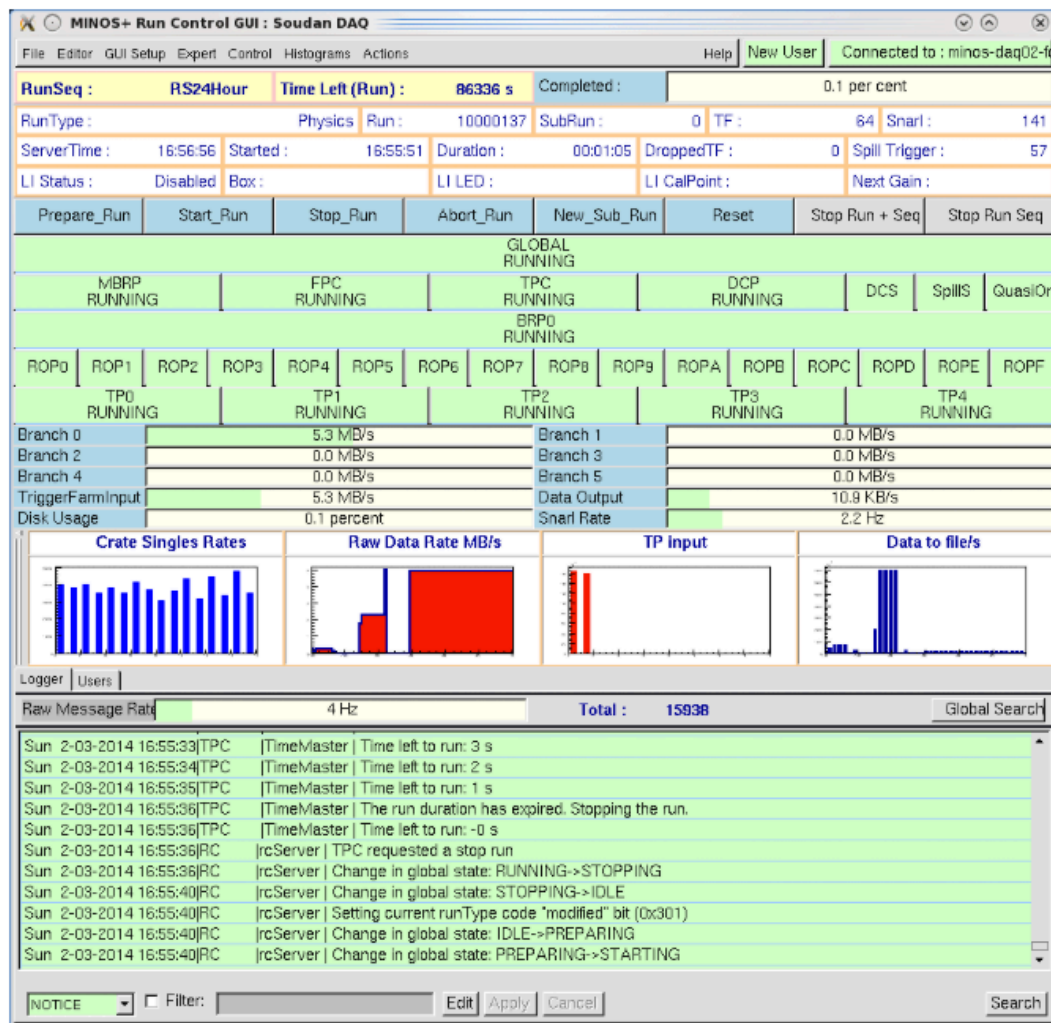 MINOS+ Run Control GUI : Soudan DAQ
File Editor GUI Setup Expert Control Histograms Actions Help New User Connected to : minos-daq02-fd
RunSeq : RS24Hour Time Left (Run) : 86336 s Completed : 0.1 per cent
RunType : Physics Run : 10000137 SubRun : 0 TF : 64 Snarl : 141
ServerTime : 16:56:56 Started : 16:55:51 Duration : 00:01:05 DroppedTF : 0 Spill Trigger : 57
LI Status : Disabled Box : LI LED : LI CalPoint : Next Gain :
Prepare_Run Start_Run Stop_Run Abort_Run New_Sub_Run Reset Stop Run + Seq Stop Run Seq
GLOBAL
RUNNING
MBRP FPC TPC DCP
RUNNING RUNNING RUNNING RUNNING DCS SpillS QuasiOn
BRP0
RUNNING
ROP0 ROP1 ROP2 ROP3 ROP4 ROP5 ROP6 ROP7 ROP8 ROP9 ROPA ROPB ROPC ROPD ROPE ROPF
TP0 TP1 TP2 TP3 TP4
RUNNING RUNNING RUNNING RUNNING RUNNING
Branch 0 5.3 MB/s Branch 1 0.0 MB/s
Branch 2 0.0 MB/s Branch 3 0.0 MB/s
Branch 4 0.0 MB/s Branch 5 0.0 MB/s
TriggerFarmInput 5.3 MB/s Data Output 10.9 KB/s
Disk Usage 0.1 percent Snarl Rate 2.2 Hz
Crate Singles Rates Raw Data Rate MB/s TP input Data to file/s
Logger Users
Raw Message Rate 4 Hz Total : 15938 Global Search
Sun 2-03-2014 16:55:33|TPC |TimeMaster | Time left to run: 3 s
Sun 2-03-2014 16:55:34|TPC |TimeMaster | Time left to run: 2 s
Sun 2-03-2014 16:55:35|TPC |TimeMaster | Time left to run: 1 s
Sun 2-03-2014 16:55:36|TPC |TimeMaster | The run duration has expired. Stopping the run.
Sun 2-03-2014 16:55:36|TPC |TimeMaster | Time left to run: -0 s
Sun 2-03-2014 16:55:36|RC |rcServer | TPC requested a stop run
Sun 2-03-2014 16:55:36|RC |rcServer | Change in global state: RUNNING->STOPPING
Sun 2-03-2014 16:55:40|RC |rcServer | Change in global state: STOPPING->IDLE
Sun 2-03-2014 16:55:40|RC |rcServer | Setting current runType code "modified" bit (0x301)
Sun 2-03-2014 16:55:40|RC |rcServer | Change in global state: IDLE->PREPARING
Sun 2-03-2014 16:55:40|RC |rcServer | Change in global state: PREPARING->STARTING
NOTICE Filter: Edit Apply Cancel Search